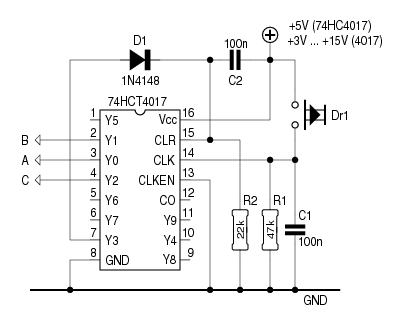 +5V (74HC4017)
+3V ... +15V (4017)
D1
100n
1N4148
C2
74HCT4017
1 Y5 Vcc 16
B 2 Y1 CLR 15
A 3 Y0 CLK 14
C 4 Y2 CLKEN 13
5 Y6 CO 12
6 Y7 Y9 11
7 Y3 Y4 10
8 GND Y8 9
Dr1
R2 R1
22k 47k
C1
100n
GND